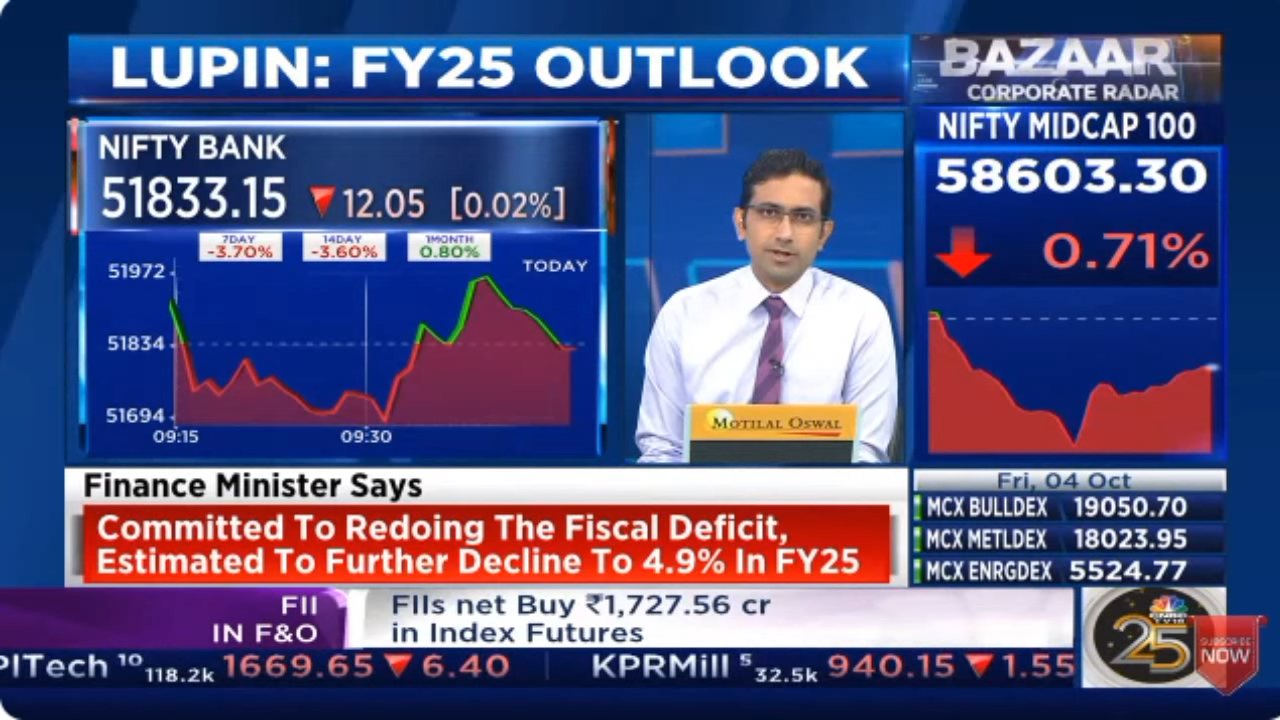 LUPIN: FY25 OUTLOOK
BAZAAR
CORPORATE RADAR
NIFTY BANK
51833.15 ▼ 12.05 [0.02%]
7DAY
-3.70%
14DAY
-3.60%
1MONTH
0.80%
TODAY
51972
51834
51694
09:15
09:30
MOTILAL OSWAL
NIFTY MIDCAP 100
58603.30
0.71%
Finance Minister Says
Committed To Redoing The Fiscal Deficit,
Estimated To Further Decline To 4.9% In FY25
Fri, 04 Oct
MCX BULLDEX 19050.70
MCX METLDEX 18023.95
MCX ENRGDEX 5524.77
FII
IN F&O
FIIs net Buy ₹1,727.56 cr
in Index Futures
25
SUBSCRIBE
NOW
PITech 10 118.2k 1669.65 ▼ 6.40 KPRMill 5 32.5k 940.15 ▼ 1.55